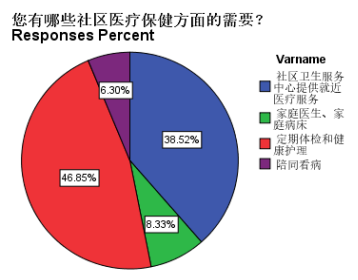 您有哪些社区医疗保健方面的需要?
Responses Percent
Varname
社区卫生服务
中心提供就近
医疗服务
家庭医生、家
庭病床
定期体检和健
康护理
陪同看病
6.30%
38.52%
46.85%
8.33%